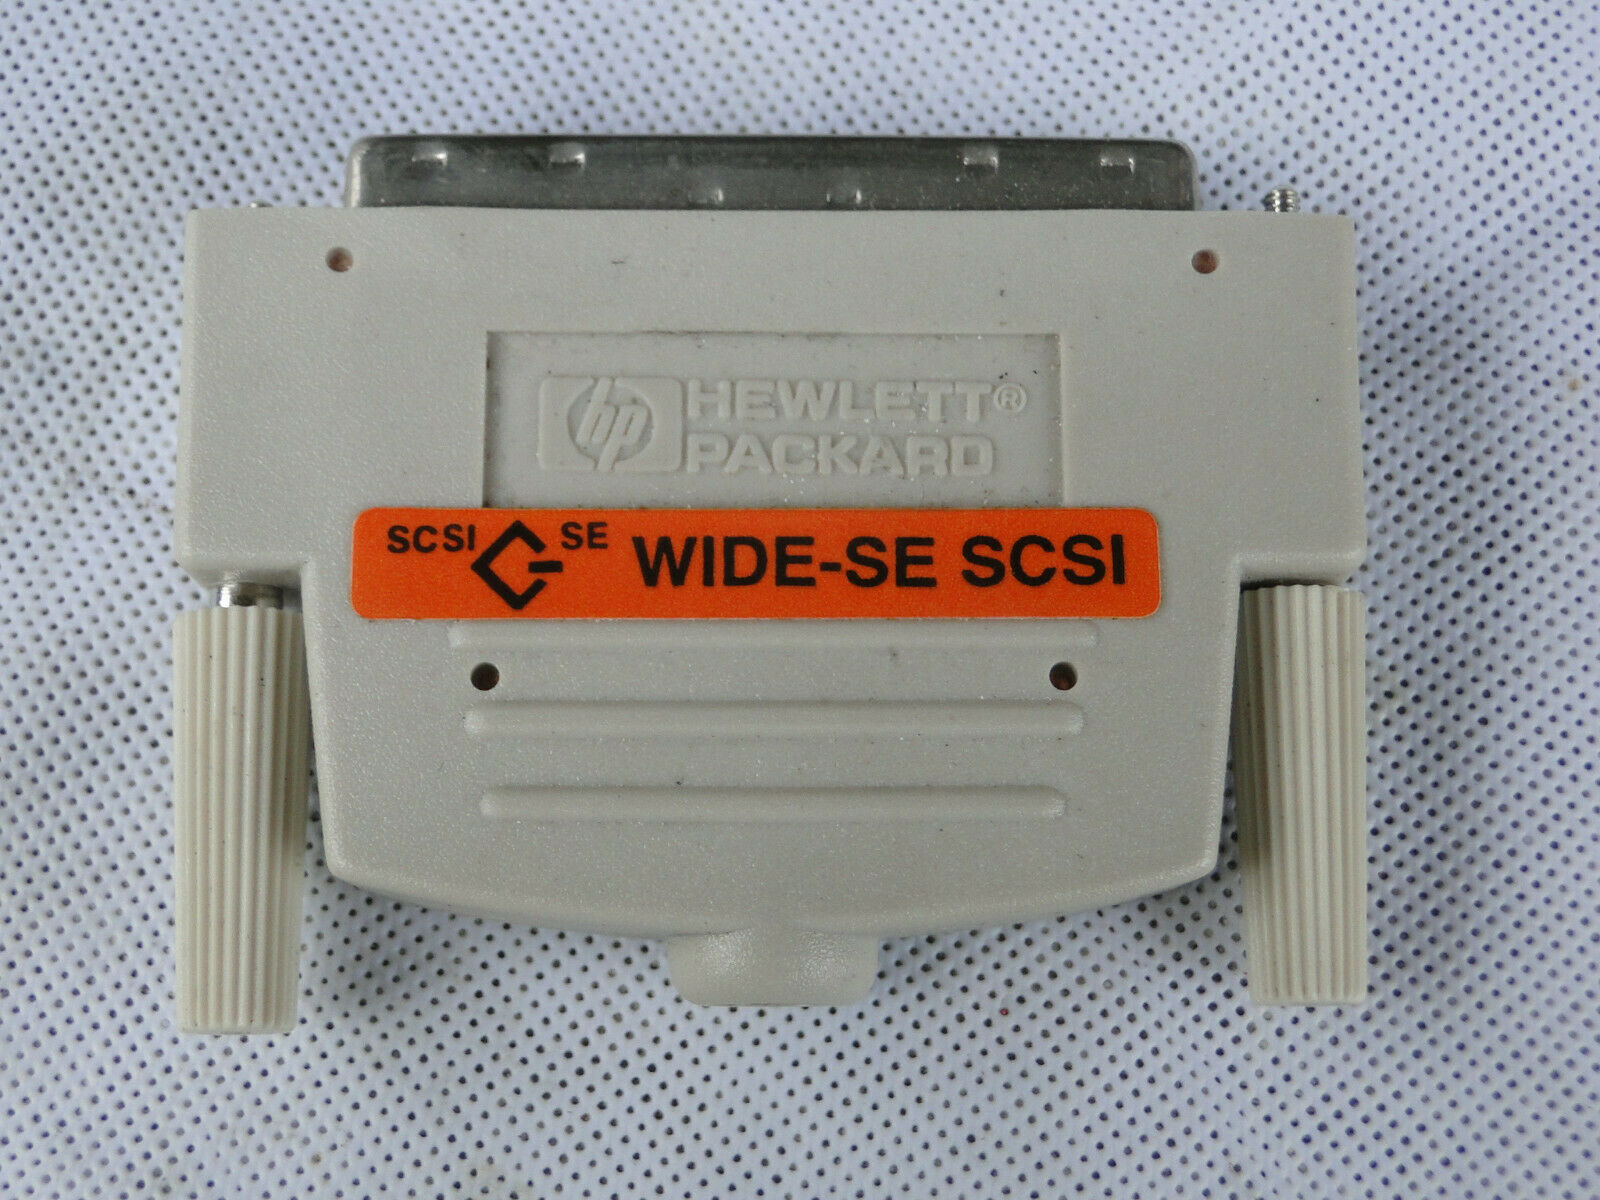 hp HEWLETT®
PACKARD
SCSI SE WIDE-SE SCSI